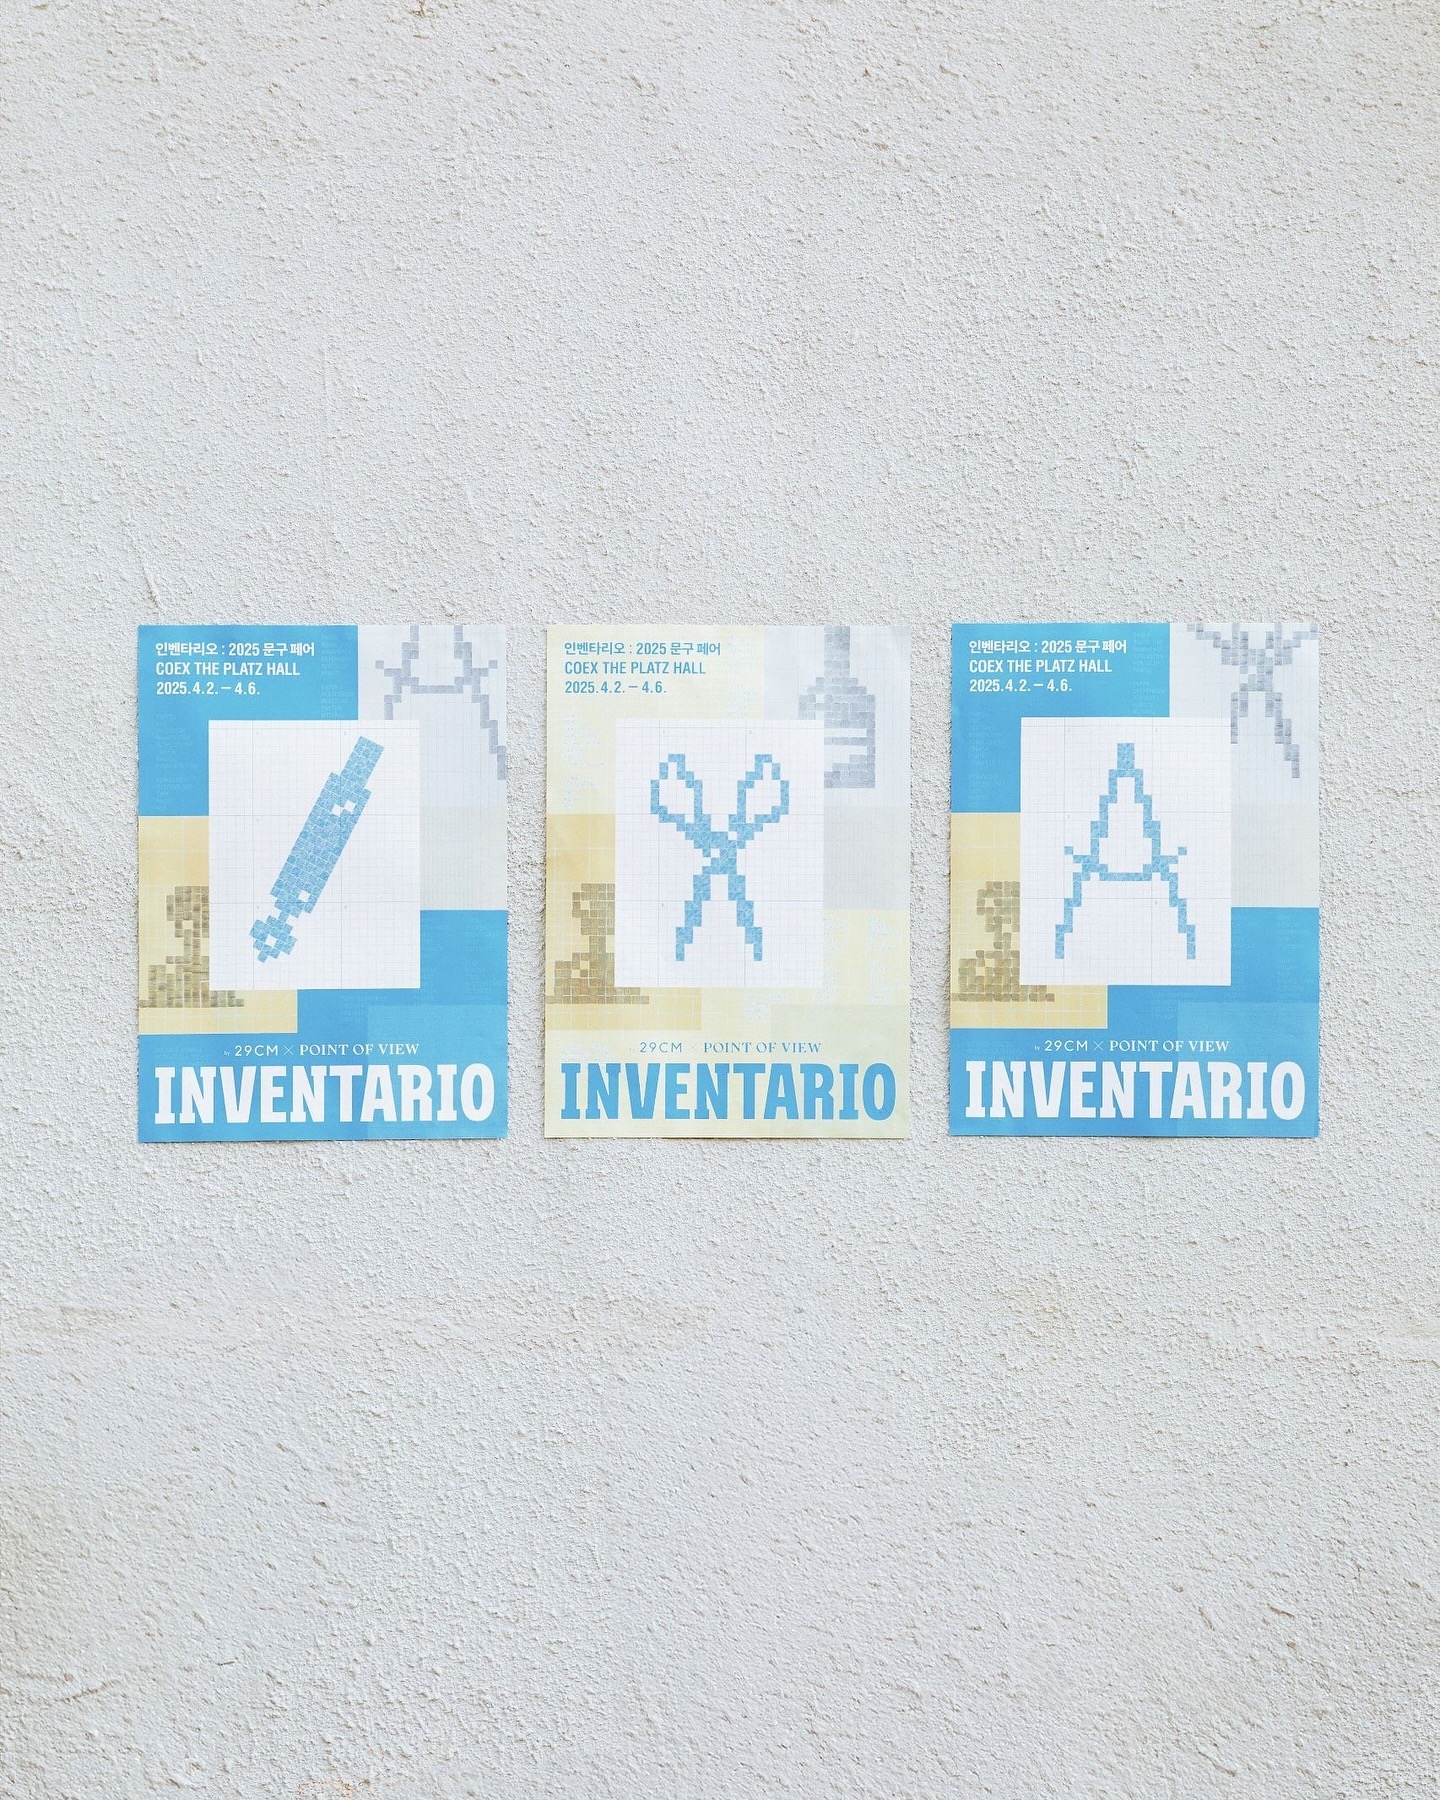 인벤타리오 : 2025 문구 페어
COEX THE PLATZ HALL
2025.4.2. – 4.6.
by 29CM × POINT OF VIEW
INVENTARIO
인벤타리오 : 2025 문구 페어
COEX THE PLATZ HALL
2025.4.2. – 4.6.
29CM × POINT OF VIEW
INVENTARIO
인벤타리오 : 2025 문구 페어
COEX THE PLATZ HALL
2025.4.2. – 4.6.
by 29CM × POINT OF VIEW
INVENTARIO